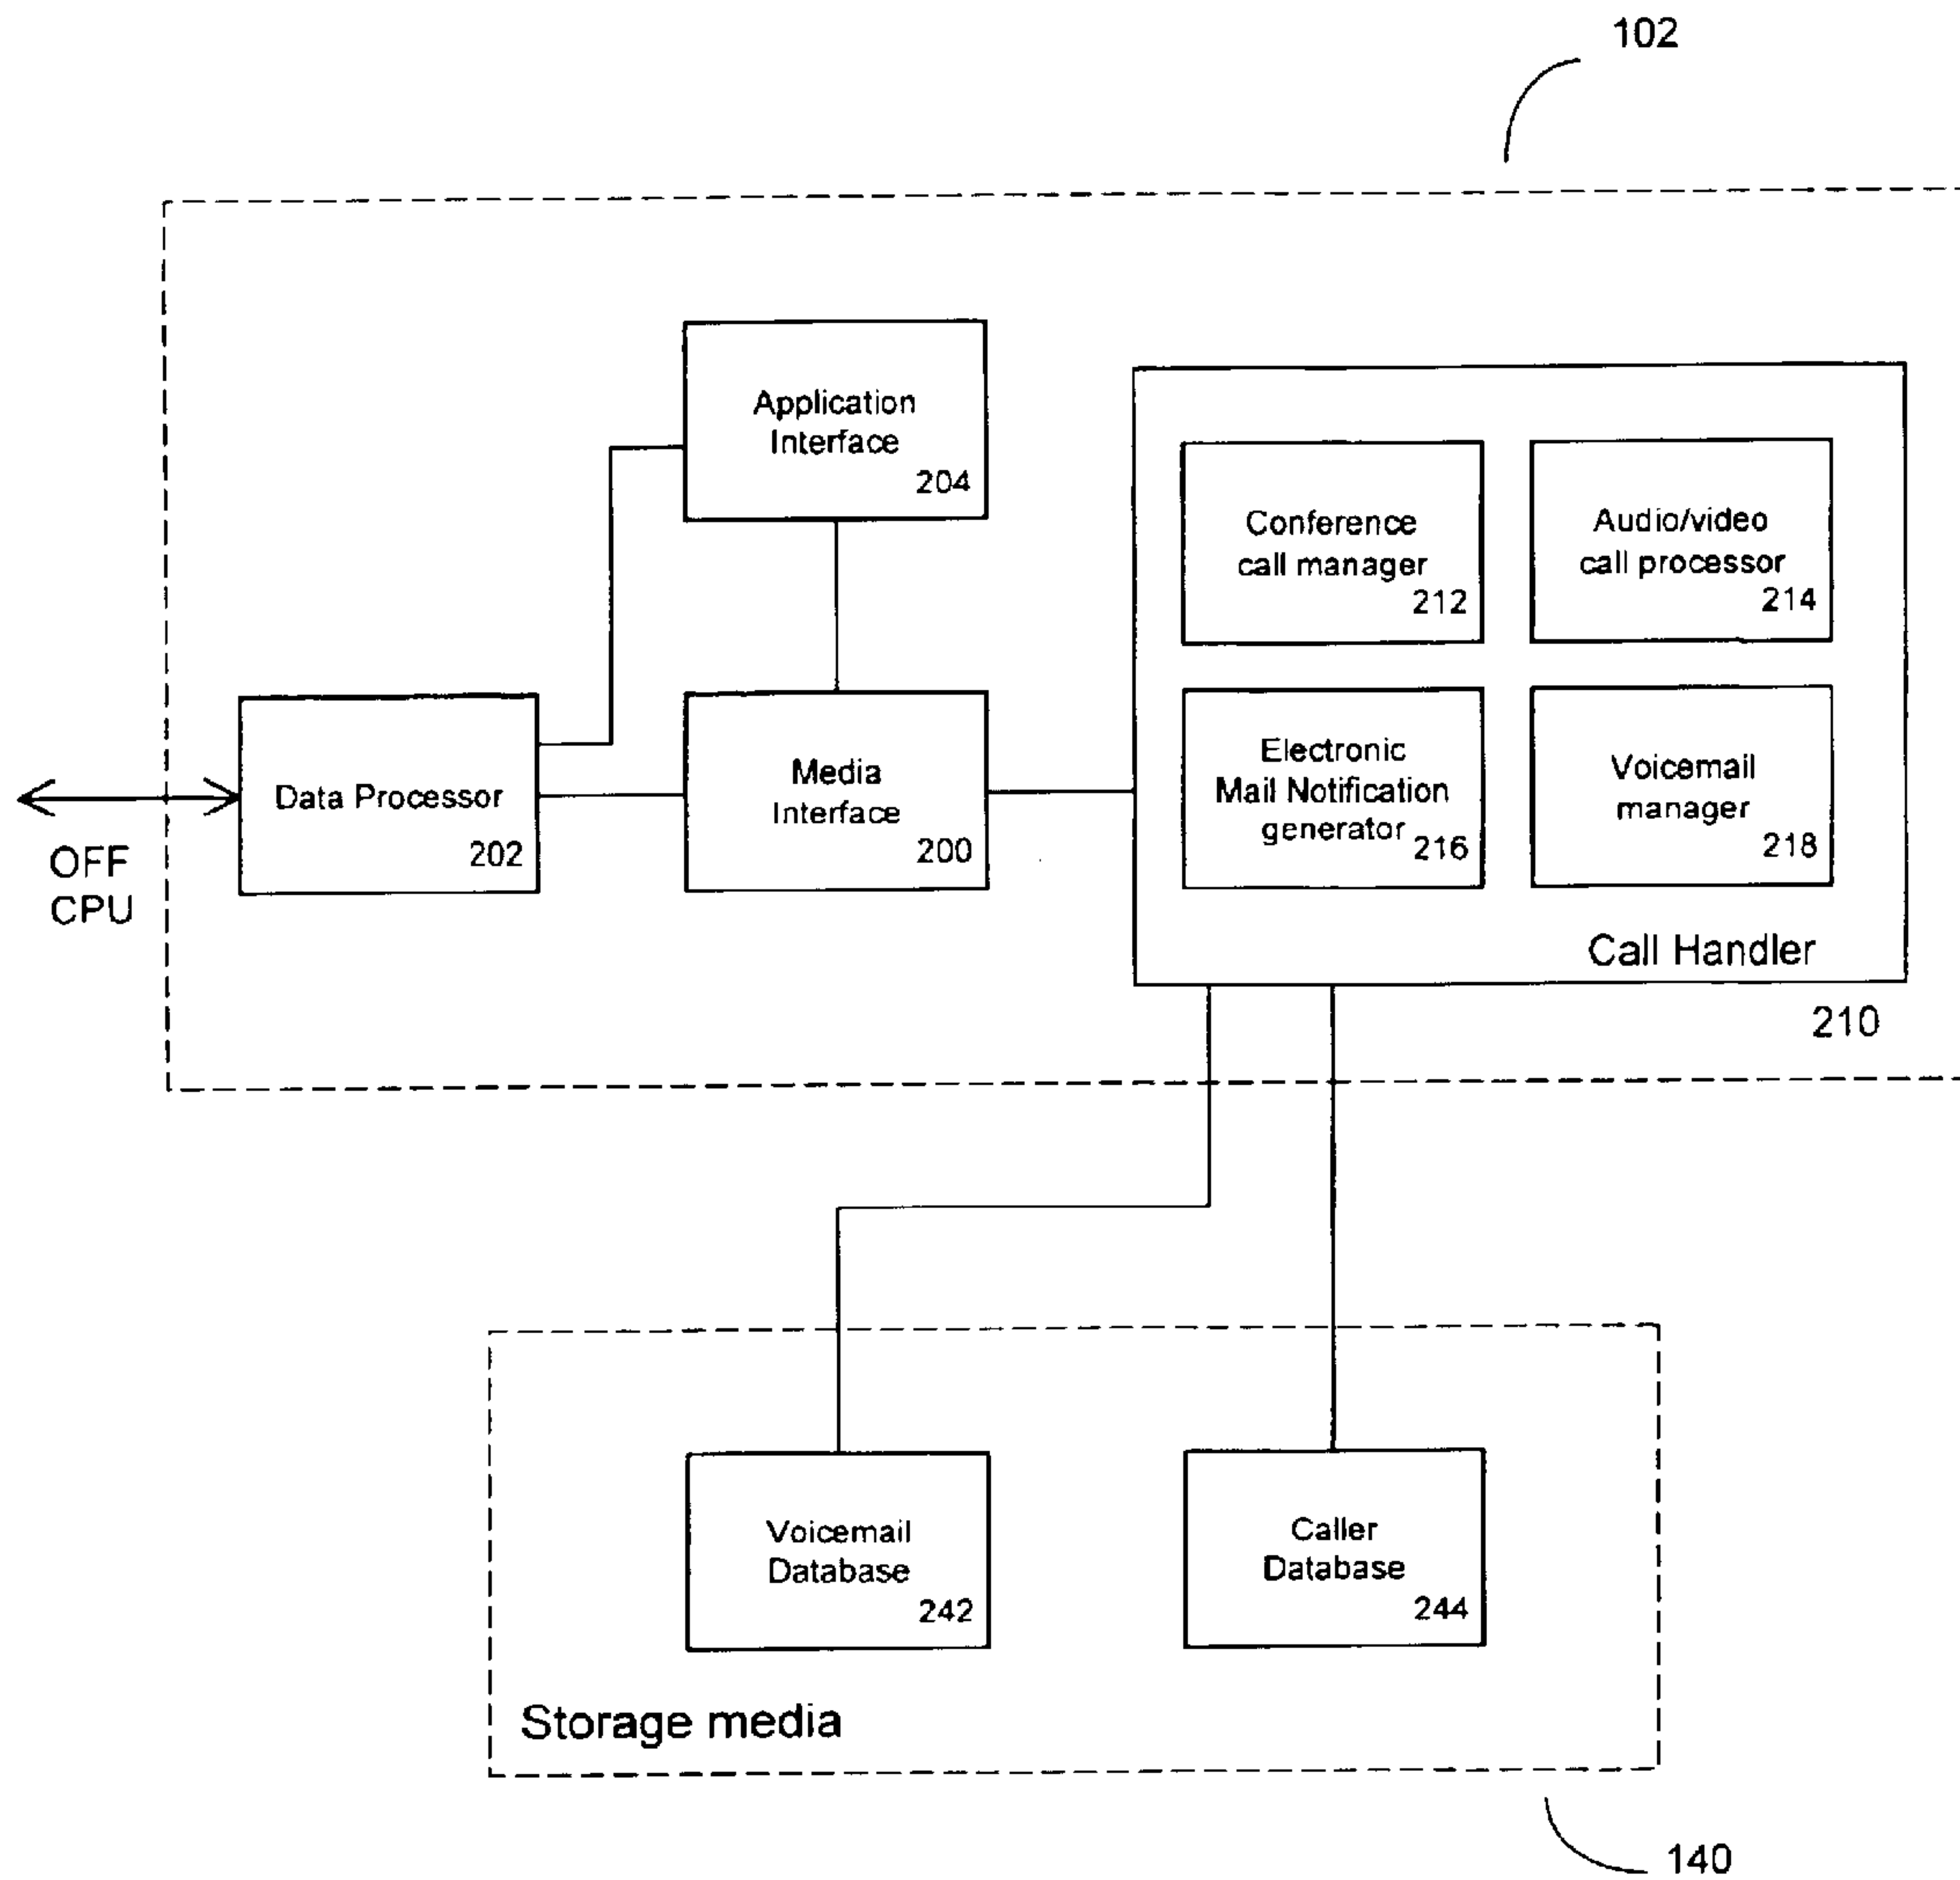 102
Application
Interface
204
Conference
call manager
212
Audio/video
call processor
214
Data Processor
202
Media
Interface
200
Electronic
Mail Notification
generator
216
Voicemail
manager
218
OFF
CPU
Call Handler
210
Voicemail
Database
242
Caller
Database
244
Storage media
140